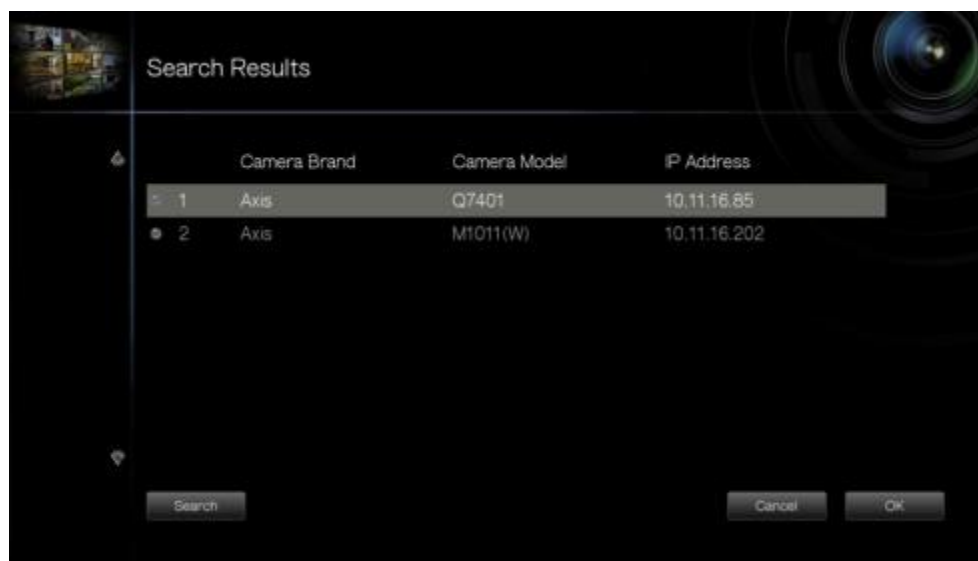 Search Results
Camera Brand Camera Model IP Address
1 Axis Q7401 10.11.16.85
2 Axis M1011(W) 10.11.16.202
Search Cancel OK